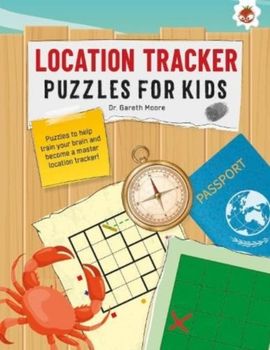 LOCATION TRACKER
PUZZLES FOR KIDS
Dr. Gareth Moore
Puzzles to help
train your brain and
become a master
location tracker!
PASSPORT